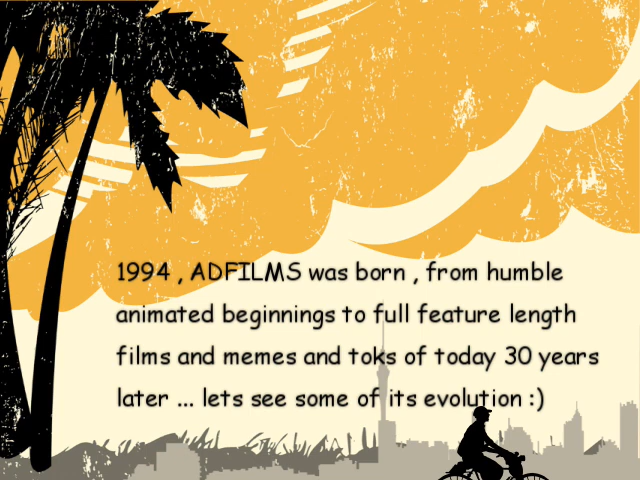 1994 , ADFILMS was born , from humble
animated beginnings to full feature length
films and memes and toks of today 30 years
later ... lets see some of its evolution :)